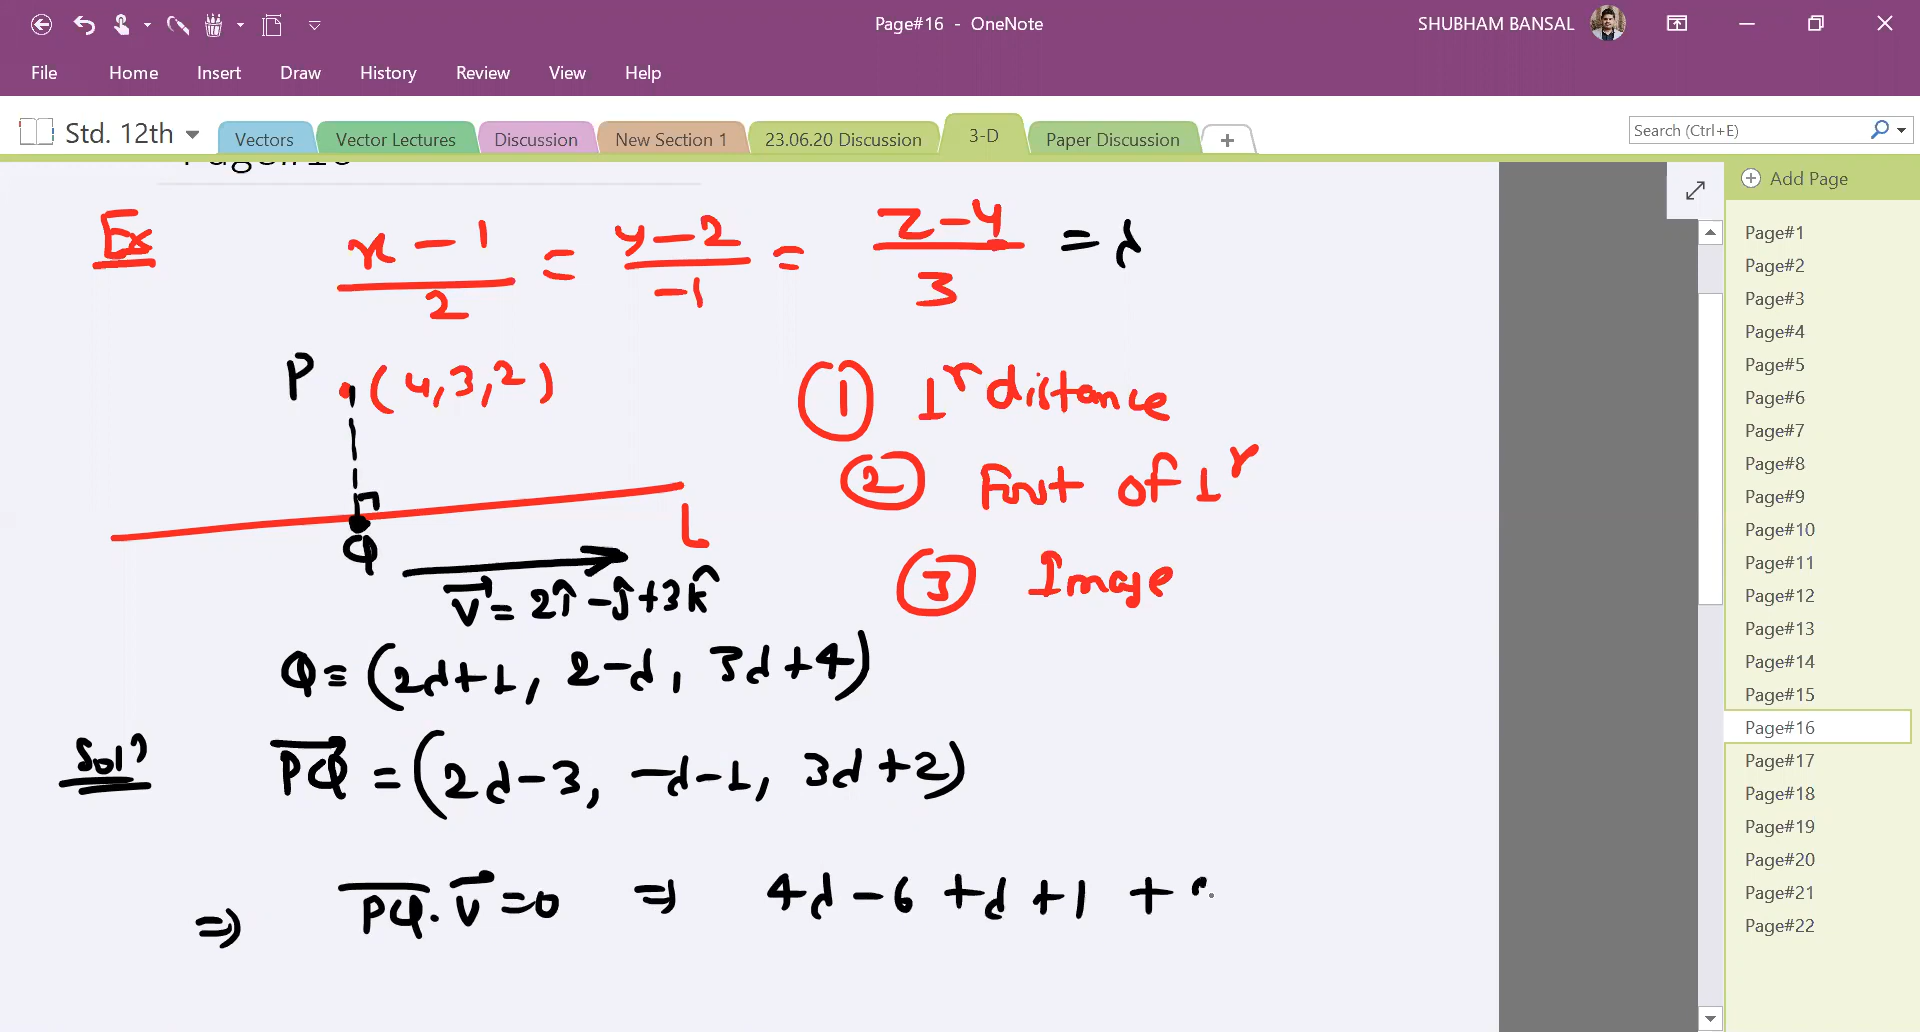 Page#16 - OneNote
SHUBHAM BANSAL
File Home Insert Draw History Review View Help
Std. 12th
Vectors Vector Lectures Discussion New Section 1 23.06.20 Discussion 3-D Paper Discussion +
Search (Ctrl+E)
Page#16
Ex (x-1)/2 = (y-2)/-1 = (z-4)/3 = λ
P (4,3,2)
① ⊥r distance
② Foot of ⊥r
③ Image
L
Q
v⃗ = 2î-ĵ+3k̂
Q ≡ (2λ+1, 2-λ, 3λ+4)
Solⁿ PQ = (2λ-3, -λ-1, 3λ+2)
⇒ PQ. v = 0 ⇒ 4λ-6+λ+1 +
Add Page
Page#1
Page#2
Page#3
Page#4
Page#5
Page#6
Page#7
Page#8
Page#9
Page#10
Page#11
Page#12
Page#13
Page#14
Page#15
Page#16
Page#17
Page#18
Page#19
Page#20
Page#21
Page#22